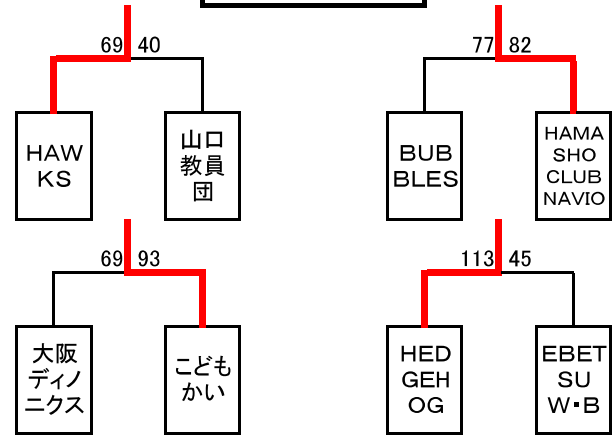 69 40
77 82
HAW
KS
山口
教員
団
BUB
BLES
HAMA
SHO
CLUB
NAVIO
69 93
113 45
大阪
ディノ
ニクス
こども
かい
HED
GEH
OG
EBET
SU
W・B